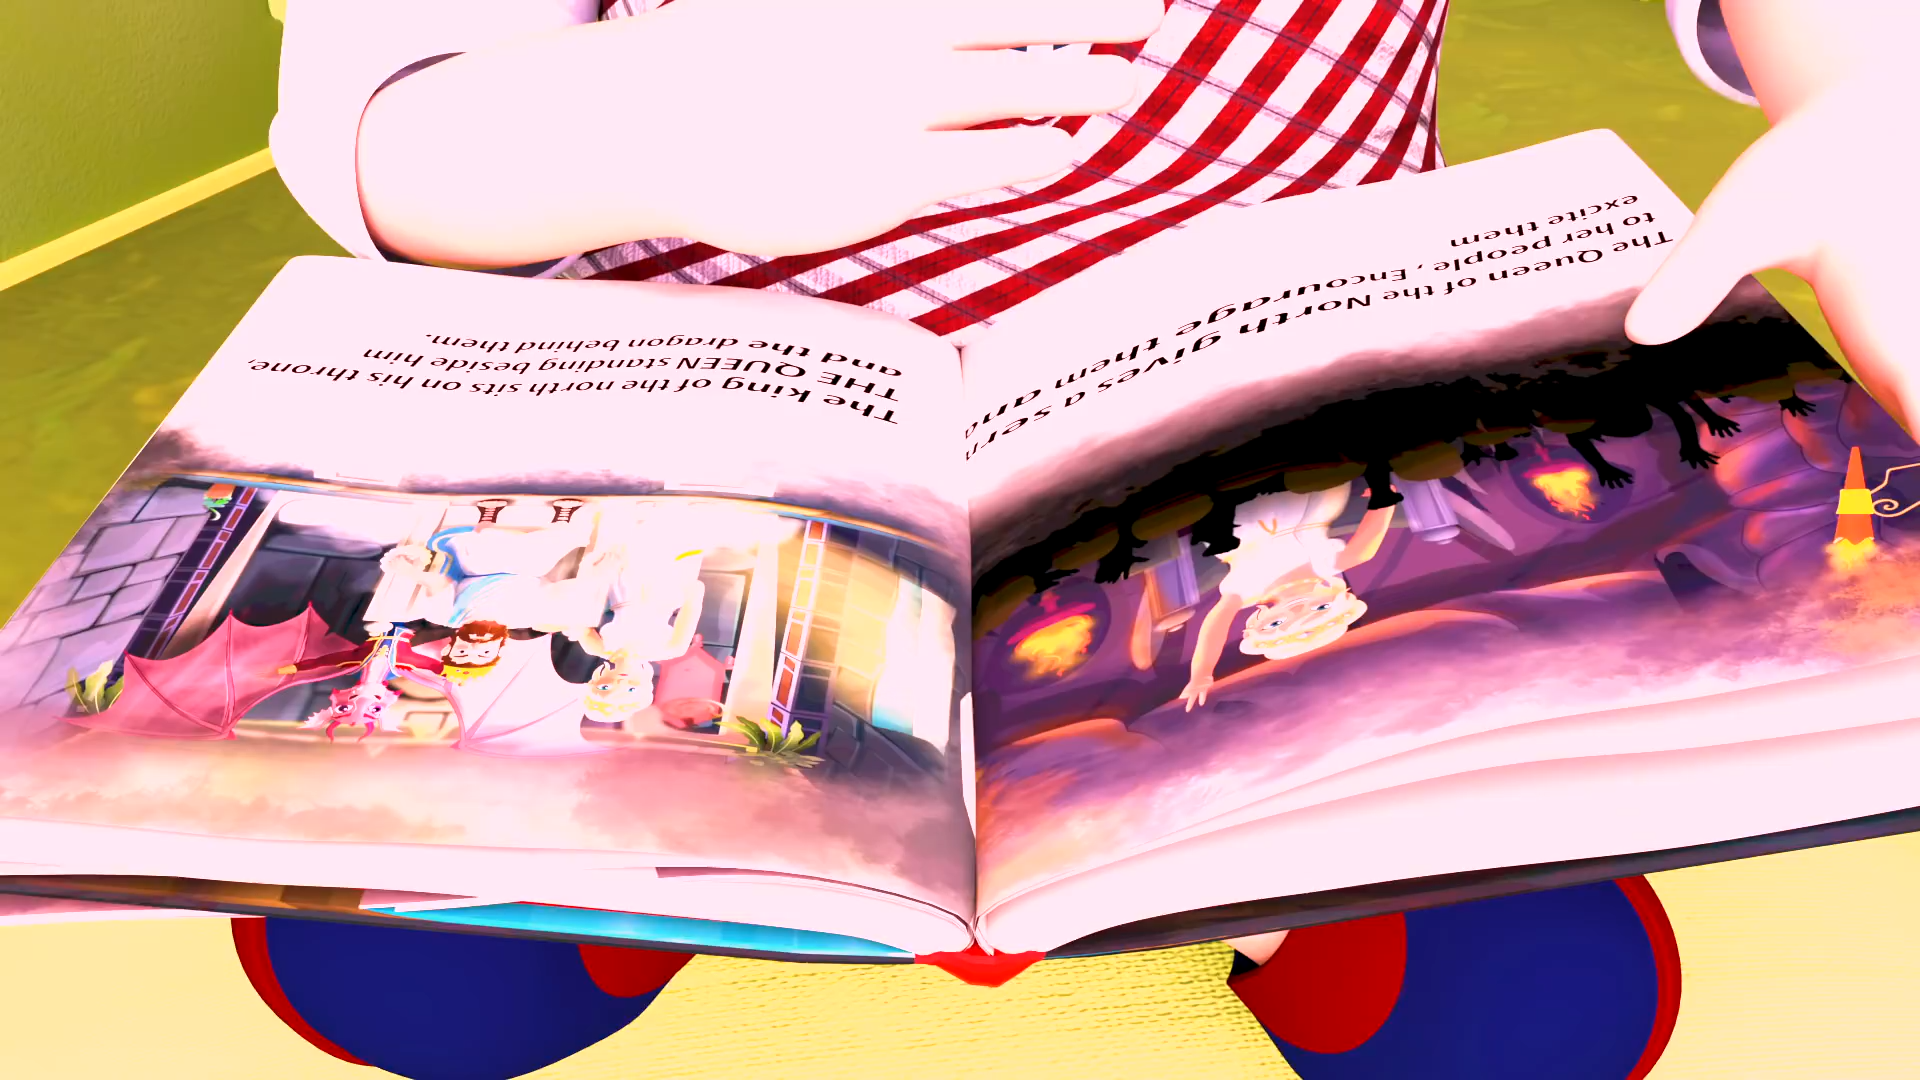 The king of the north sits on his throne,
THE QUEEN standing beside him
and the dragon behind them.
The Queen of the North gives a serm
to her people, Encourage them and
excite them